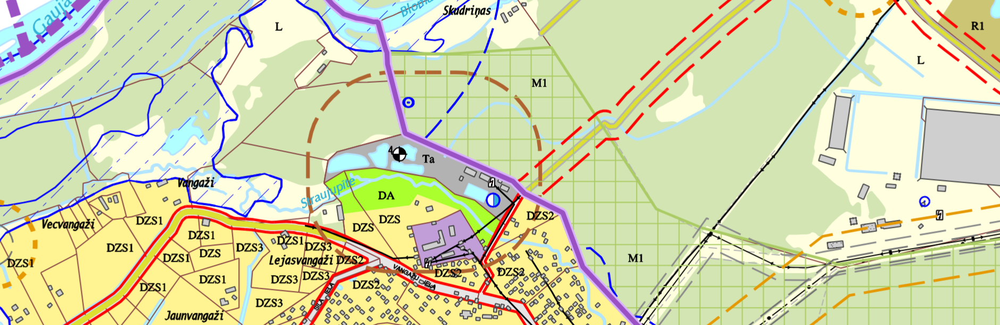 Gauja
Skudriņas
L
R1
L
M1
4
Ta
Vangaži
Straujupīte
DA
DZS
DZS
DZS2
Vecvangaži
DZS1
DZS1
DZS1
DZS1
DZS3
DZS1
DZS
DZS3
DZS1
Lejasvangaži
DZS2
M1
DZS1
DZS1
DZS3
DZS3
VANGAŽU IELA
DZS2
DZS2
DZS1
DZS2
SILA IELA
DZS3
Jaunvangaži